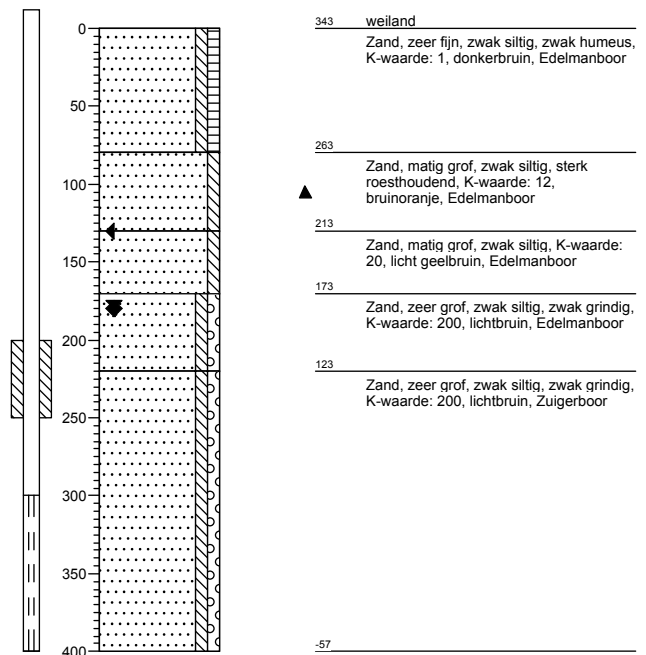 0
50
100
150
200
250
300
350
400
343 weiland
Zand, zeer fijn, zwak siltig, zwak humeus,
K-waarde: 1, donkerbruin, Edelmanboor
263
Zand, matig grof, zwak siltig, sterk
roesthoudend, K-waarde: 12,
bruinoranje, Edelmanboor
213
Zand, matig grof, zwak siltig, K-waarde:
20, licht geelbruin, Edelmanboor
173
Zand, zeer grof, zwak siltig, zwak grindig,
K-waarde: 200, lichtbruin, Edelmanboor
123
Zand, zeer grof, zwak siltig, zwak grindig,
K-waarde: 200, lichtbruin, Zuigerboor
-57